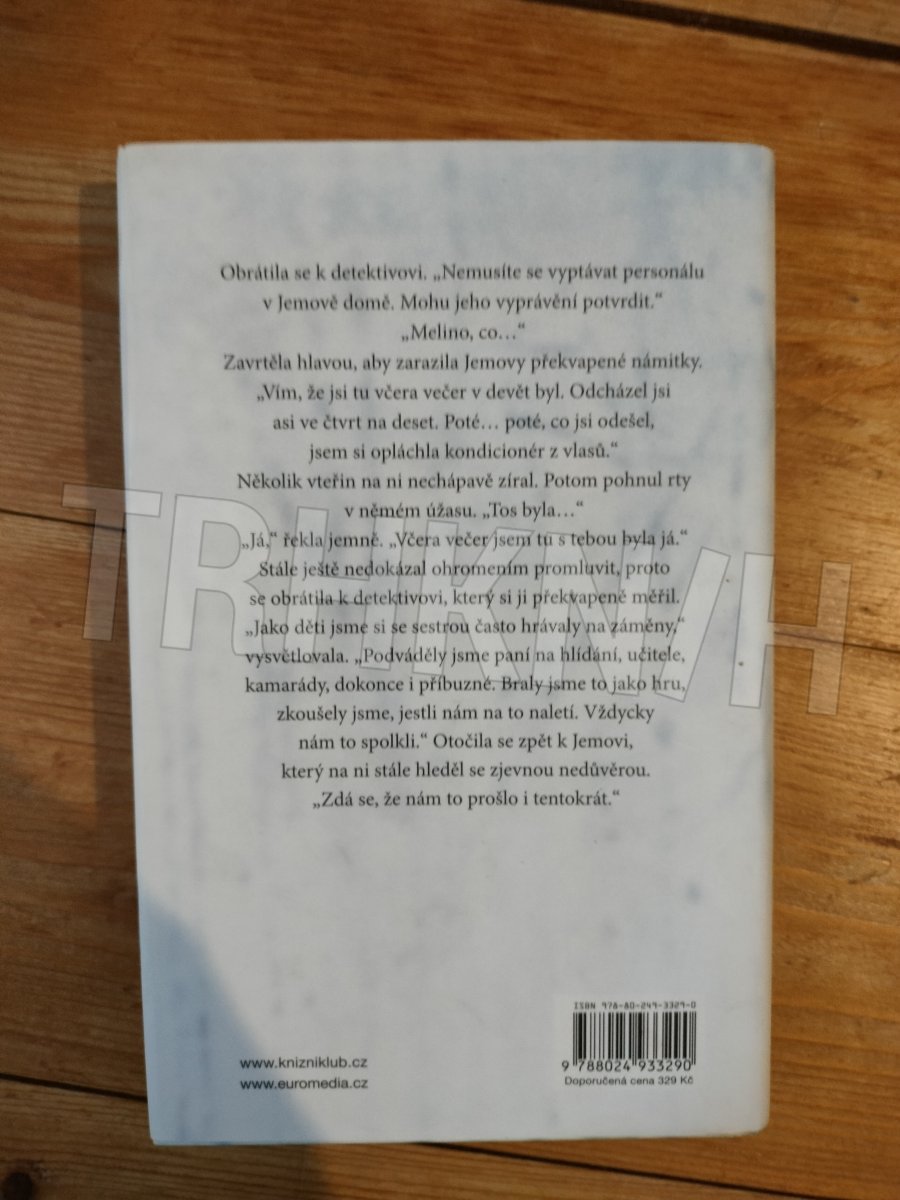 Obrátila se k detektivovi. „Nemusíte se vyptávat personálu
v Jemově domě. Mohu jeho vyprávění potvrdit.“
„Melino, co…“
Zavrtěla hlavou, aby zarazila Jemovy překvapené námitky.
„Vím, že jsi tu včera večer v devět byl. Odcházel jsi
asi ve čtvrt na deset. Poté… poté, co jsi odešel,
jsem si opláchla kondicionér z vlasů.“
Několik vteřin na ni nechápavě zíral. Potom pohnul rty
v němém úžasu. „Tos byla…“
„Já,“ řekla jemně. „Včera večer jsem tu s tebou byla já.“
Stále ještě nedokázal ohromením promluvit, proto
se obrátila k detektivovi, který si ji překvapeně měřil.
„Jako děti jsme si se sestrou často hrávaly na záměny,“
vysvětlovala. „Podváděly jsme paní na hlídání, učitele,
kamarády, dokonce i příbuzné. Braly jsme to jako hru,
zkoušely jsme, jestli nám na to naletí. Vždycky
nám to spolkli.“ Otočila se zpět k Jemovi,
který na ni stále hleděl se zjevnou nedůvěrou.
„Zdá se, že nám to prošlo i tentokrát.“
TRHKNIH
ISBN 978-80-249-3329-0
9 788024 933290
Doporučená cena 329 Kč
www.knizniklub.cz
www.euromedia.cz